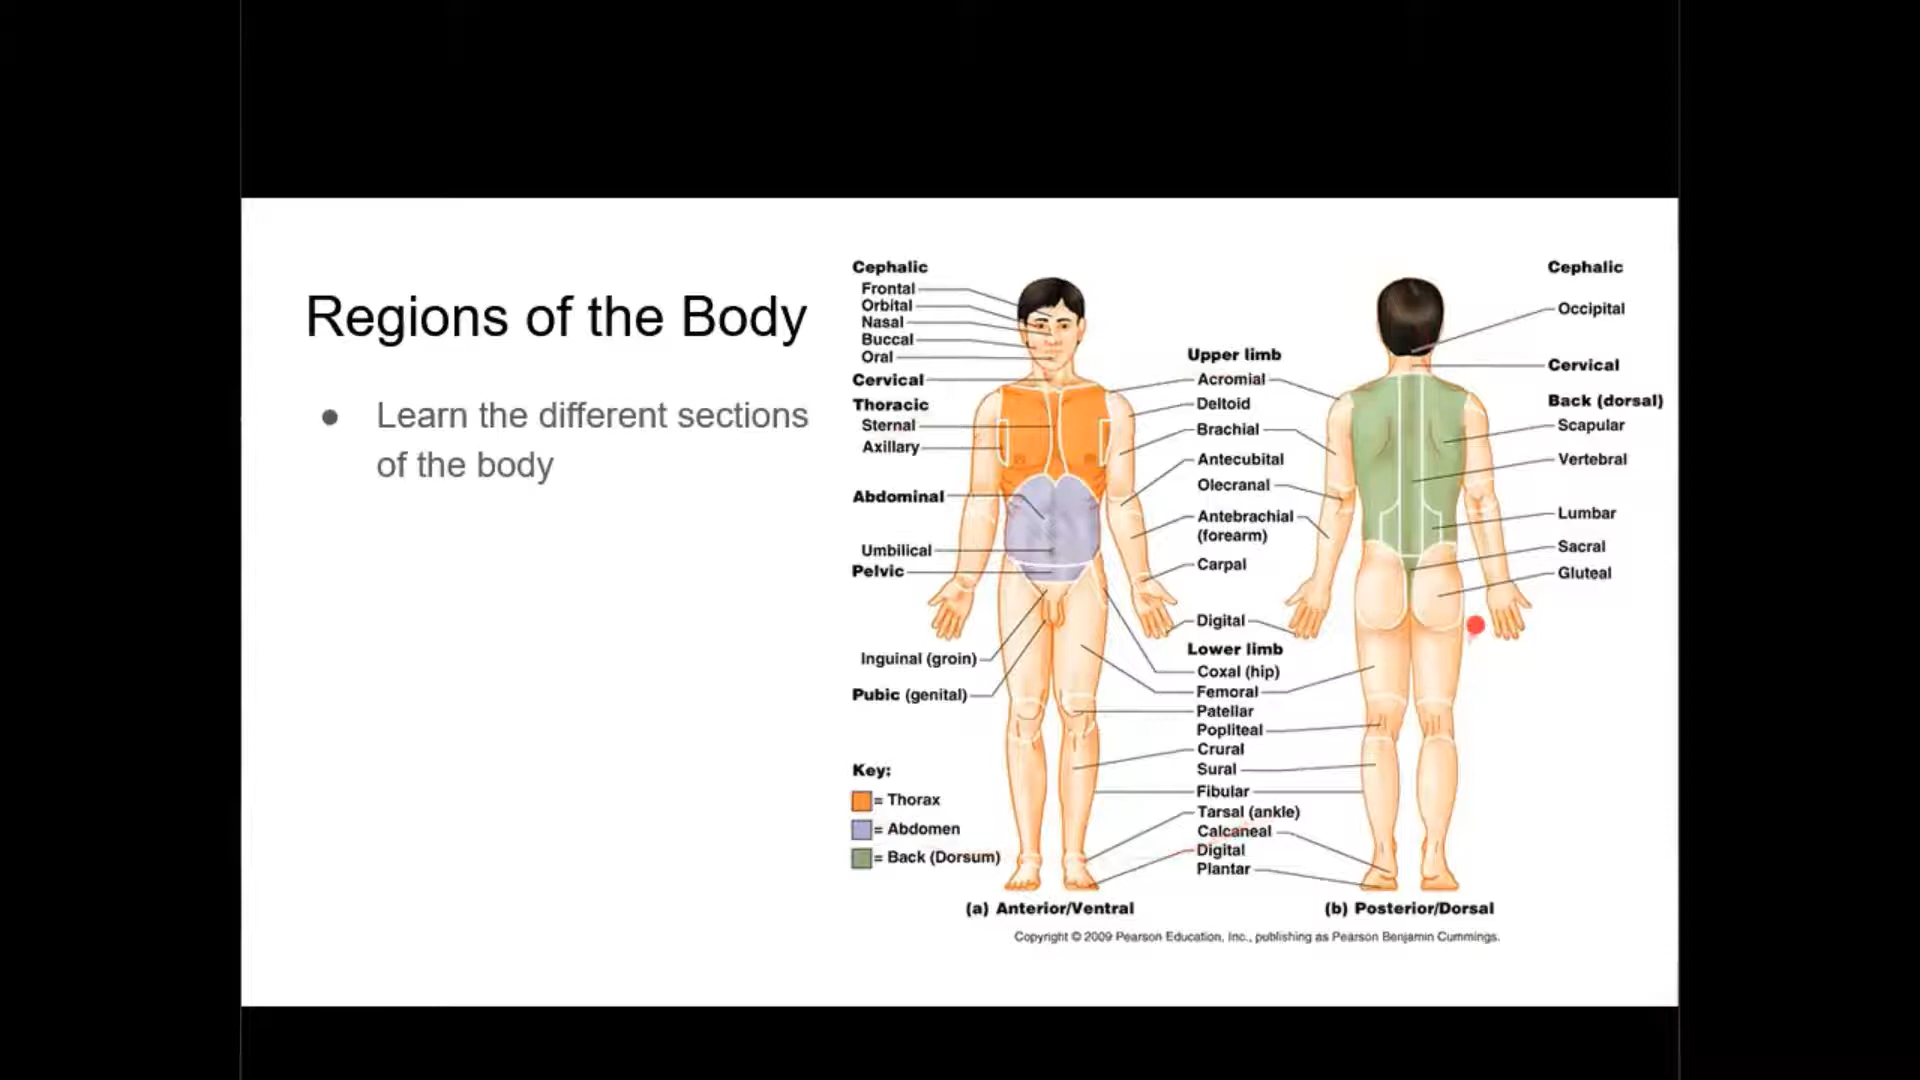 Regions of the Body
● Learn the different sections
of the body
Cephalic
Frontal
Orbital
Nasal
Buccal
Oral
Cervical
Thoracic
Sternal
Axillary
Abdominal
Umbilical
Pelvic
Inguinal (groin)
Pubic (genital)
Key:
= Thorax
= Abdomen
= Back (Dorsum)
Upper limb
Acromial
Deltoid
Brachial
Antecubital
Olecranal
Antebrachial
(forearm)
Carpal
Digital
Lower limb
Coxal (hip)
Femoral
Patellar
Popliteal
Crural
Sural
Fibular
Tarsal (ankle)
Calcaneal
Digital
Plantar
Cephalic
Occipital
Cervical
Back (dorsal)
Scapular
Vertebral
Lumbar
Sacral
Gluteal
(a) Anterior/Ventral
(b) Posterior/Dorsal
Copyright © 2009 Pearson Education, Inc., publishing as Pearson Benjamin Cummings.